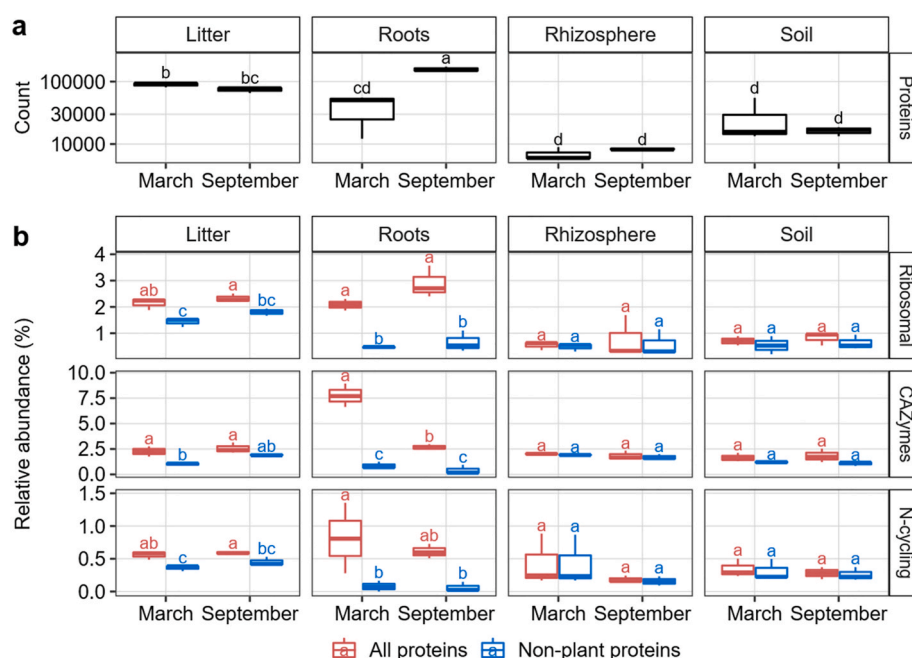 a
Litter Roots Rhizosphere Soil
Count
100000
30000
10000
b bc cd a d d d d
Proteins
March September March September March September March September
b
Litter Roots Rhizosphere Soil
Relative abundance (%)
4
3
2
1
ab c a bc a b a b a a a a a a a a
Ribosomal
10.0
7.5
5.0
2.5
0.0
a b a ab a c b c a a a a a a a a
CAZymes
1.5
1.0
0.5
0.0
a c a bc a b ab b a a a a a a a a
N-cycling
March September March September March September March September
a All proteins a Non-plant proteins